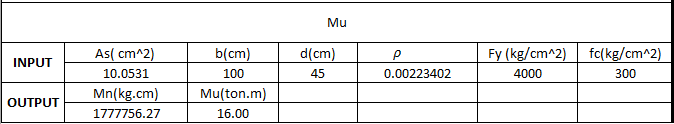 Mu
INPUT As( cm^2) b(cm) d(cm) ρ Fy (kg/cm^2) fc(kg/cm^2)
10.0531 100 45 0.00223402 4000 300
OUTPUT Mn(kg.cm) Mu(ton.m)
1777756.27 16.00